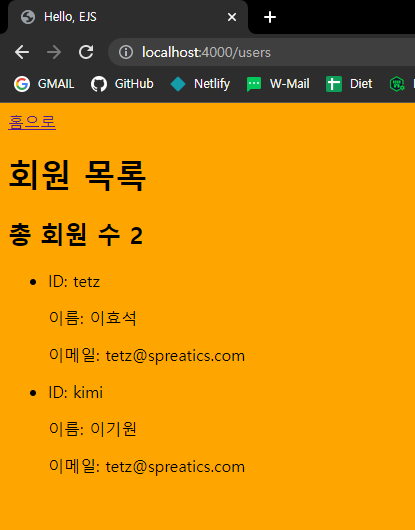 Hello, EJS
localhost:4000/users
GMAIL GitHub Netlify W-Mail Diet
홈으로
회원 목록
총 회원 수 2
ID: tetz
이름: 이효석
이메일: tetz@spreatics.com
ID: kimi
이름: 이기원
이메일: tetz@spreatics.com